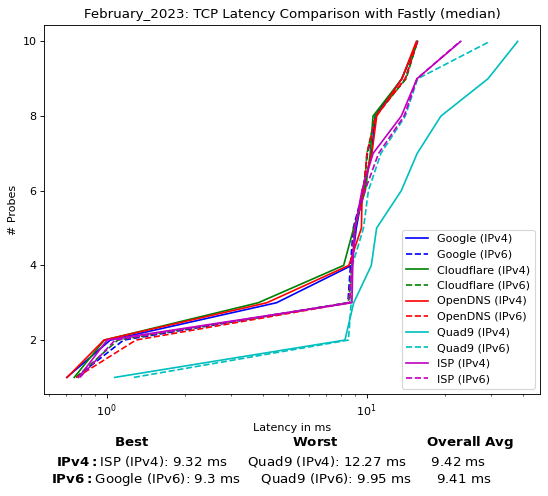 February_2023: TCP Latency Comparison with Fastly (median)
10
8
6
4
2
# Probes
Google (IPv4)
Google (IPv6)
Cloudflare (IPv4)
Cloudflare (IPv6)
OpenDNS (IPv4)
OpenDNS (IPv6)
Quad9 (IPv4)
Quad9 (IPv6)
ISP (IPv4)
ISP (IPv6)
10⁰ 10¹
Latency in ms
Best Worst Overall Avg
IPv4: ISP (IPv4): 9.32 ms Quad9 (IPv4): 12.27 ms 9.42 ms
IPv6: Google (IPv6): 9.3 ms Quad9 (IPv6): 9.95 ms 9.41 ms